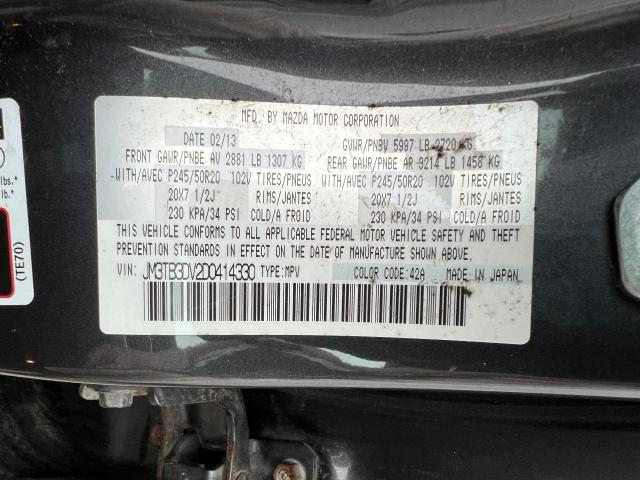 MFD. BY MAZDA MOTOR CORPORATION
DATE 02/13 GVWR/PNBV 5997 LB 2720 KG
FRONT GAWR/PNBE AV 2881 LB 1307 KG REAR GAWR/PNBE AR 3214 LB 1458 KG
-WITH/AVEC P245/50R20 102V TIRES/PNEUS -WITH/AVEC P245/50R20 102V TIRES/PNEUS
20X7 1/2J RIMS/JANTES 20X7 1/2J RIMS/JANTES
230 KPA/34 PSI COLD/A FROID 230 KPA/34 PSI COLD/A FROID
THIS VEHICLE CONFORMS TO ALL APPLICABLE FEDERAL MOTOR VEHICLE SAFETY AND THEFT
PREVENTION STANDARDS IN EFFECT ON THE DATE OF MANUFACTURE SHOWN ABOVE.
VIN: JM3TB3DV2D0414330 TYPE:MPV COLOR CODE:42A MADE IN JAPAN
lbs.*
lb.*
(TE70)